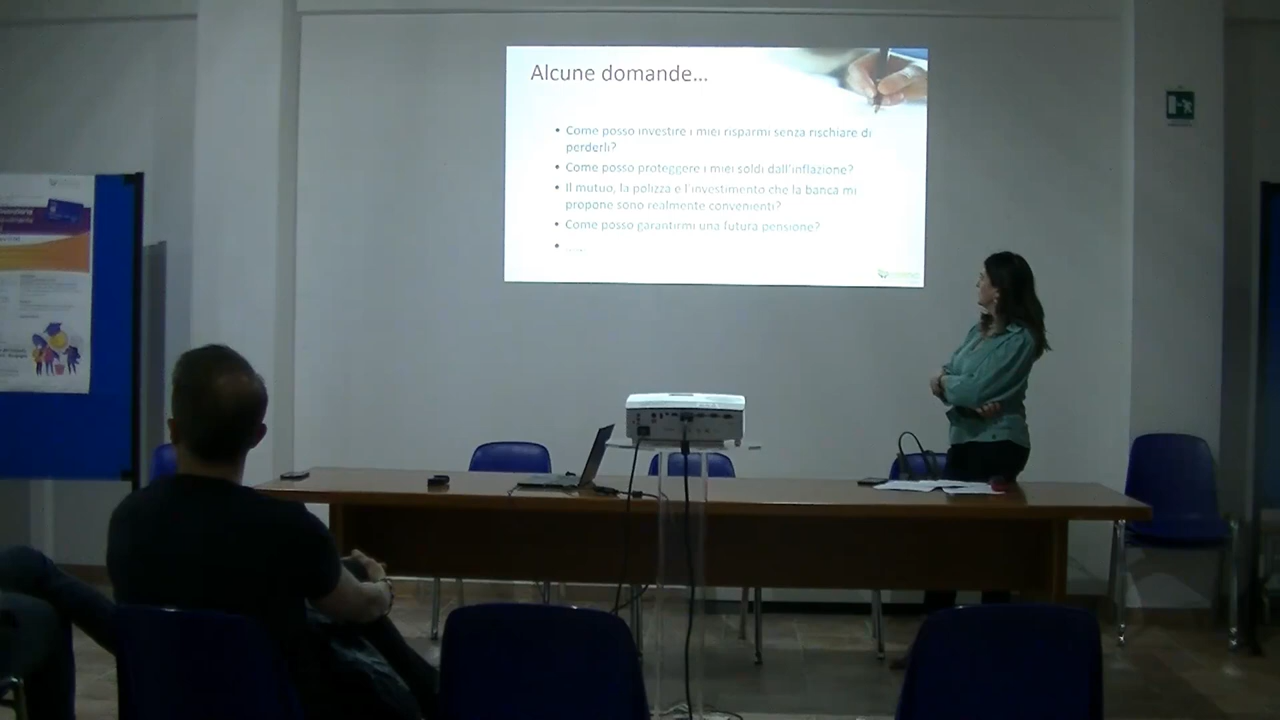 Alcune domande...
• Come posso investire i miei risparmi senza rischiare di
perderli?
• Come posso proteggere i miei soldi dall'inflazione?
• Il mutuo, la polizza e l'investimento che la banca mi
propone sono realmente convenienti?
• Come posso garantirmi una futura pensione?
• ......